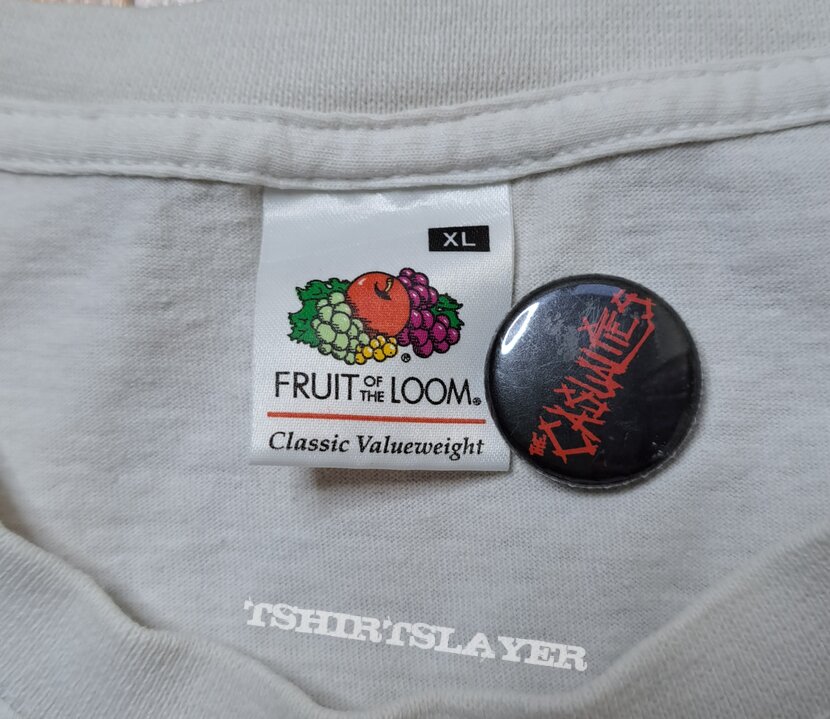 XL
FRUIT OF THE LOOM®
Classic Valueweight
THE CASUALTIES
TSHIRTSLAYER